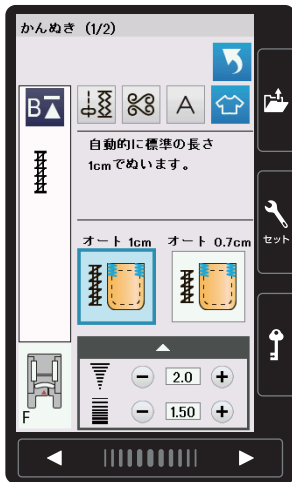 かんぬき (1/2)
B
A
自動的に標準の長さ
1cmでぬいます。
セット
オート 1cm オート 0.7cm
2.0
F
1.50